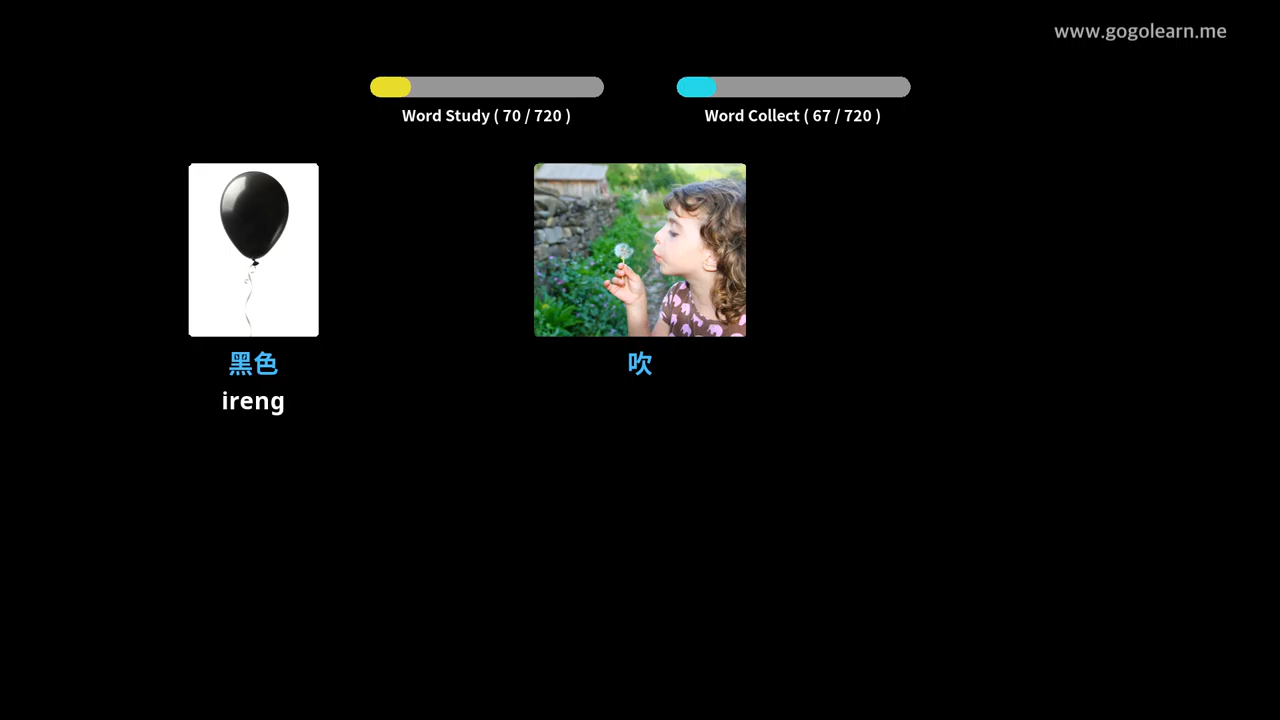 www.gogolearn.me
Word Study ( 70 / 720 )
Word Collect ( 67 / 720 )
黑色
ireng
吹